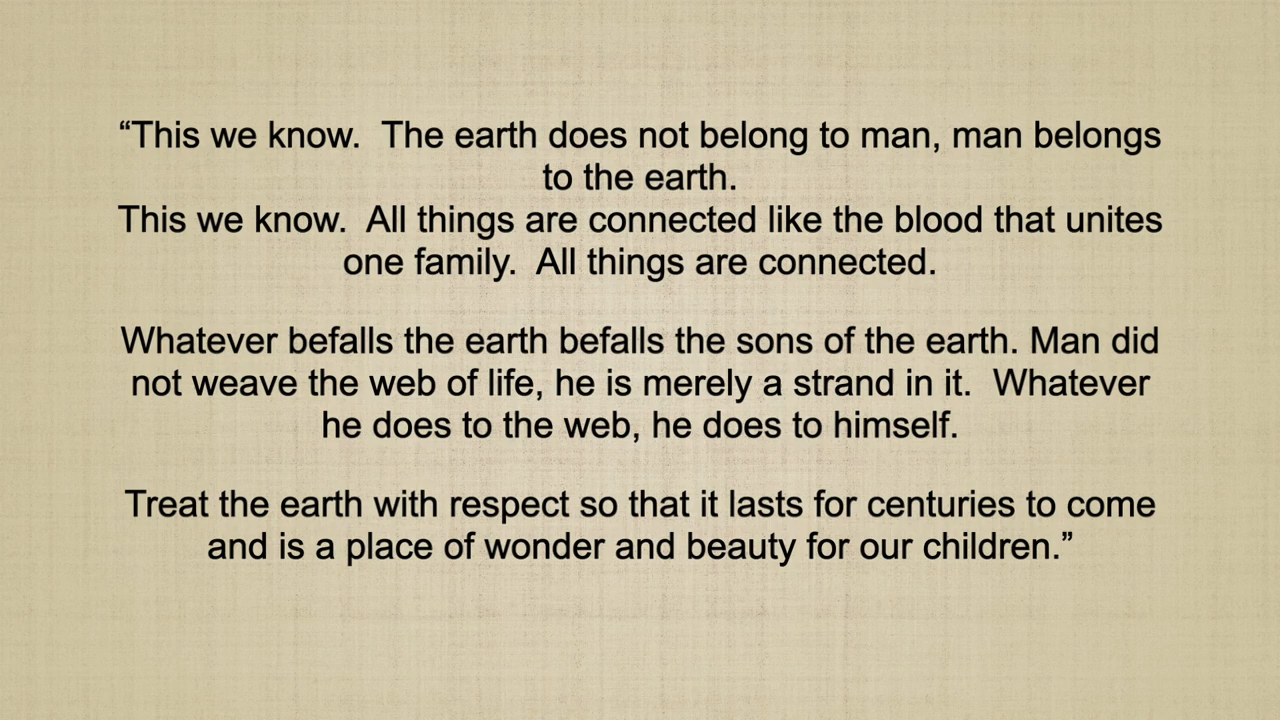 “This we know.  The earth does not belong to man, man belongs
to the earth.
This we know.  All things are connected like the blood that unites
one family.  All things are connected.
Whatever befalls the earth befalls the sons of the earth. Man did
not weave the web of life, he is merely a strand in it.  Whatever
he does to the web, he does to himself.
Treat the earth with respect so that it lasts for centuries to come
and is a place of wonder and beauty for our children.”